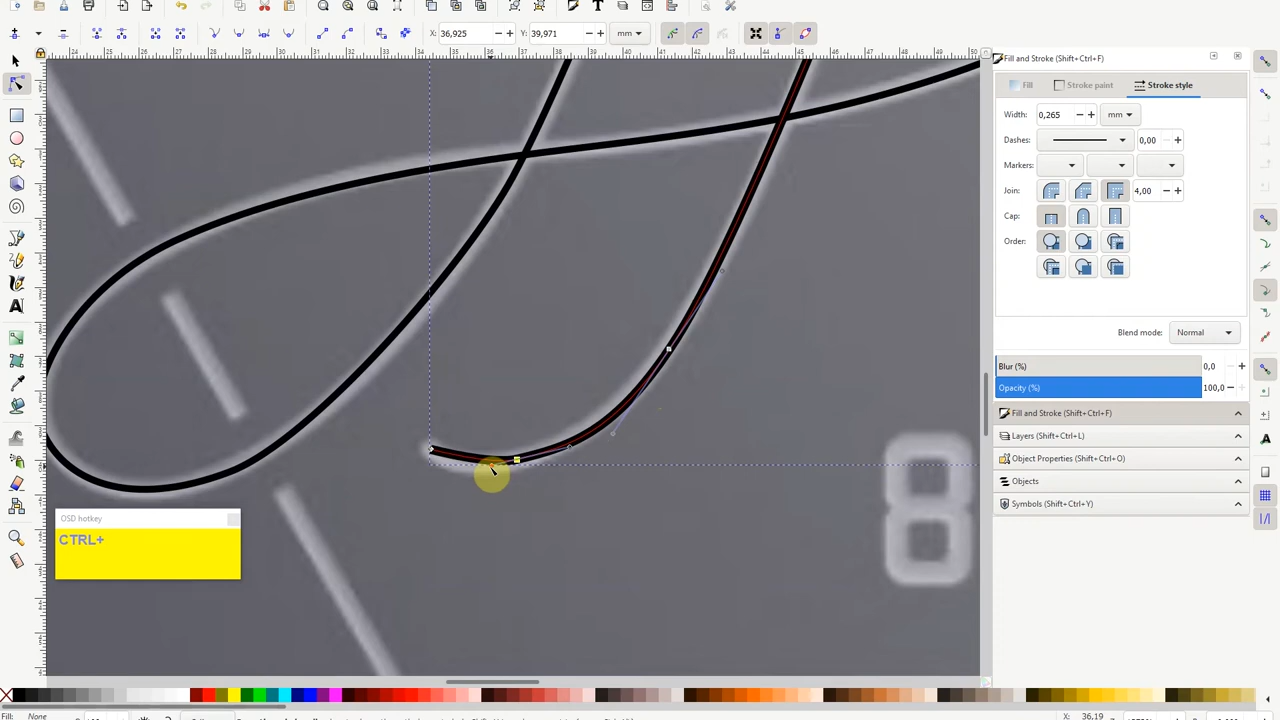 X: 36,925
Y: 39,971
mm
Fill and Stroke (Shift+Ctrl+F)
Fill
Stroke paint
Stroke style
Width: 0,265 mm
Dashes: 0,00
Markers:
Join: 4,00
Cap:
Order:
Blend mode: Normal
Blur (%) 0,0
Opacity (%) 100,0
Fill and Stroke (Shift+Ctrl+F)
Layers (Shift+Ctrl+L)
Object Properties (Shift+Ctrl+O)
Objects
Symbols (Shift+Ctrl+Y)
8
OSD hotkey
CTRL+
Fill: None
X: 36,19